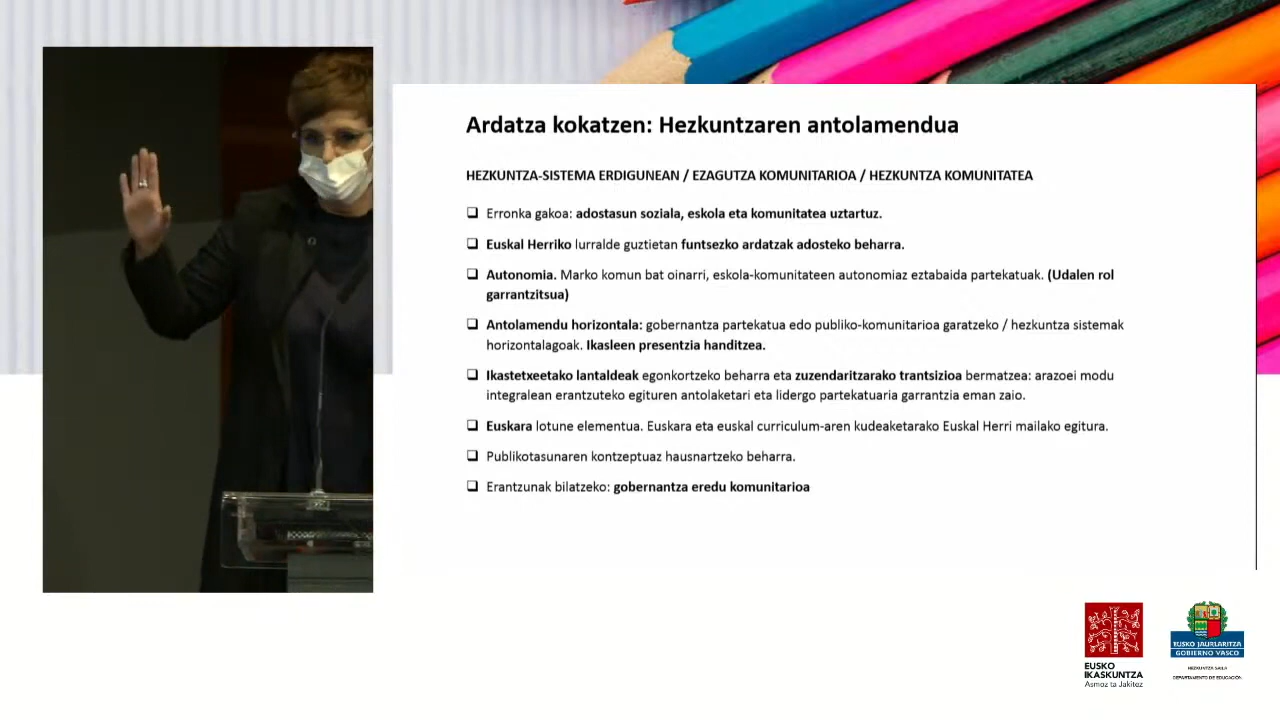 Ardatza kokatzen: Hezkuntzaren antolamendua
HEZKUNTZA-SISTEMA ERDIGUNEAN / EZAGUTZA KOMUNITARIOA / HEZKUNTZA KOMUNITATEA
❑ Erronka gakoa: adostasun soziala, eskola eta komunitatea uztartuz.
❑ Euskal Herriko lurralde guztietan funtsezko ardatzak adosteko beharra.
❑ Autonomia. Marko komun bat oinarri, eskola-komunitateen autonomiaz eztabaida partekatuak. (Udalen rol
garrantzitsua)
❑ Antolamendu horizontala: gobernantza partekatua edo publiko-komunitarioa garatzeko / hezkuntza sistemak
horizontalagoak. Ikasleen presentzia handitzea.
❑ Ikastetxeetako lantaldeak egonkortzeko beharra eta zuzendaritzarako trantsizioa bermatzea: arazoei modu
integralean erantzuteko egituren antolaketari eta lidergo partekatuaria garrantzia eman zaio.
❑ Euskara lotune elementua. Euskara eta euskal curriculum-aren kudeaketarako Euskal Herri mailako egitura.
❑ Publikotasunaren kontzeptuaz hausnartzeko beharra.
❑ Erantzunak bilatzeko: gobernantza eredu komunitarioa
EUSKO
IKASKUNTZA
Asmoz ta Jakitez
EUSKO JAURLARITZA
GOBIERNO VASCO
HEZKUNTZA SAILA
DEPARTAMENTO DE EDUCACIÓN